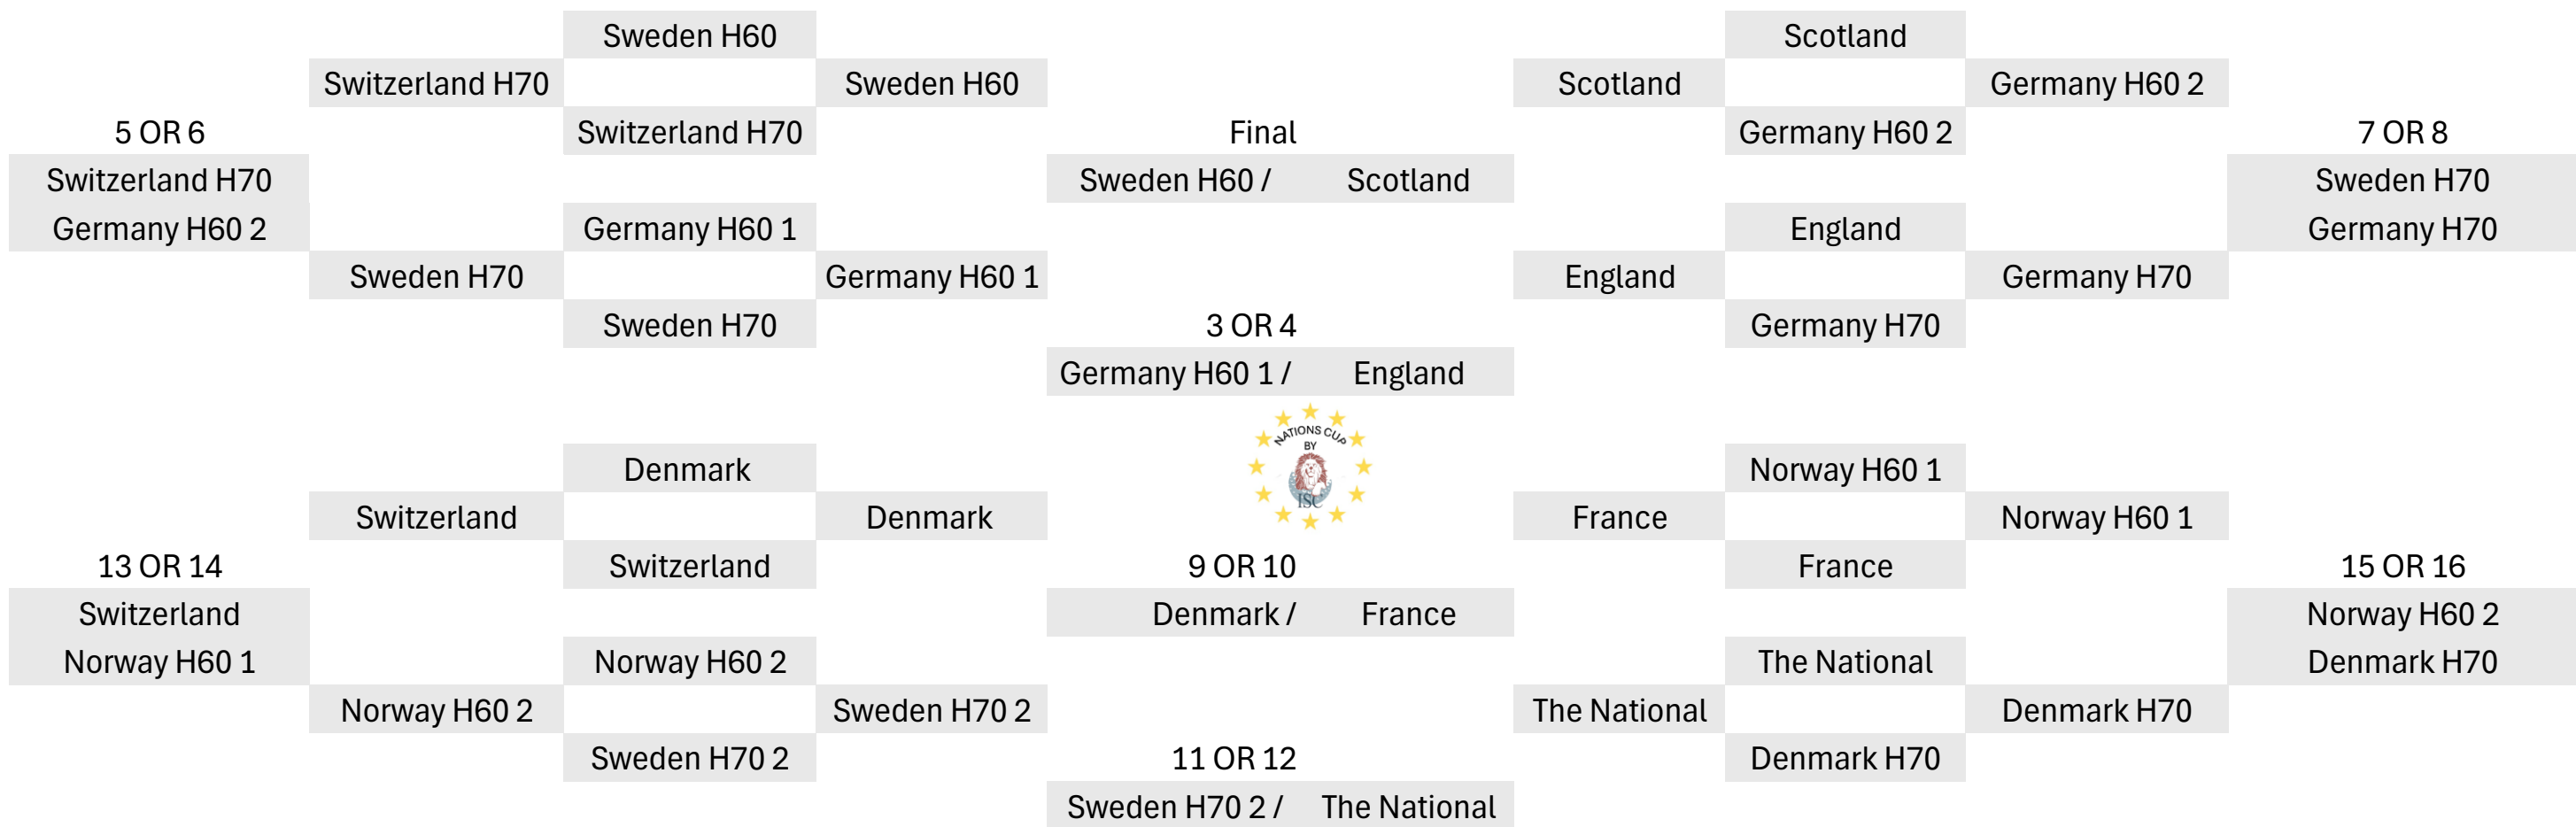 Sweden H60
Scotland
Switzerland H70
Sweden H60
Scotland
Germany H60 2
5 OR 6
Switzerland H70
Final
Germany H60 2
7 OR 8
Switzerland H70
Sweden H60 / Scotland
Sweden H70
Germany H60 2
Germany H60 1
England
Germany H70
Sweden H70
Germany H60 1
England
Germany H70
Sweden H70
3 OR 4
Germany H70
Germany H60 1 / England
NATIONS CUP
BY
ISC
Denmark
Norway H60 1
Switzerland
Denmark
France
Norway H60 1
13 OR 14
Switzerland
9 OR 10
France
15 OR 16
Switzerland
Denmark / France
Norway H60 2
Norway H60 1
Norway H60 2
The National
Denmark H70
Norway H60 2
Sweden H70 2
The National
Denmark H70
Sweden H70 2
11 OR 12
Denmark H70
Sweden H70 2 / The National